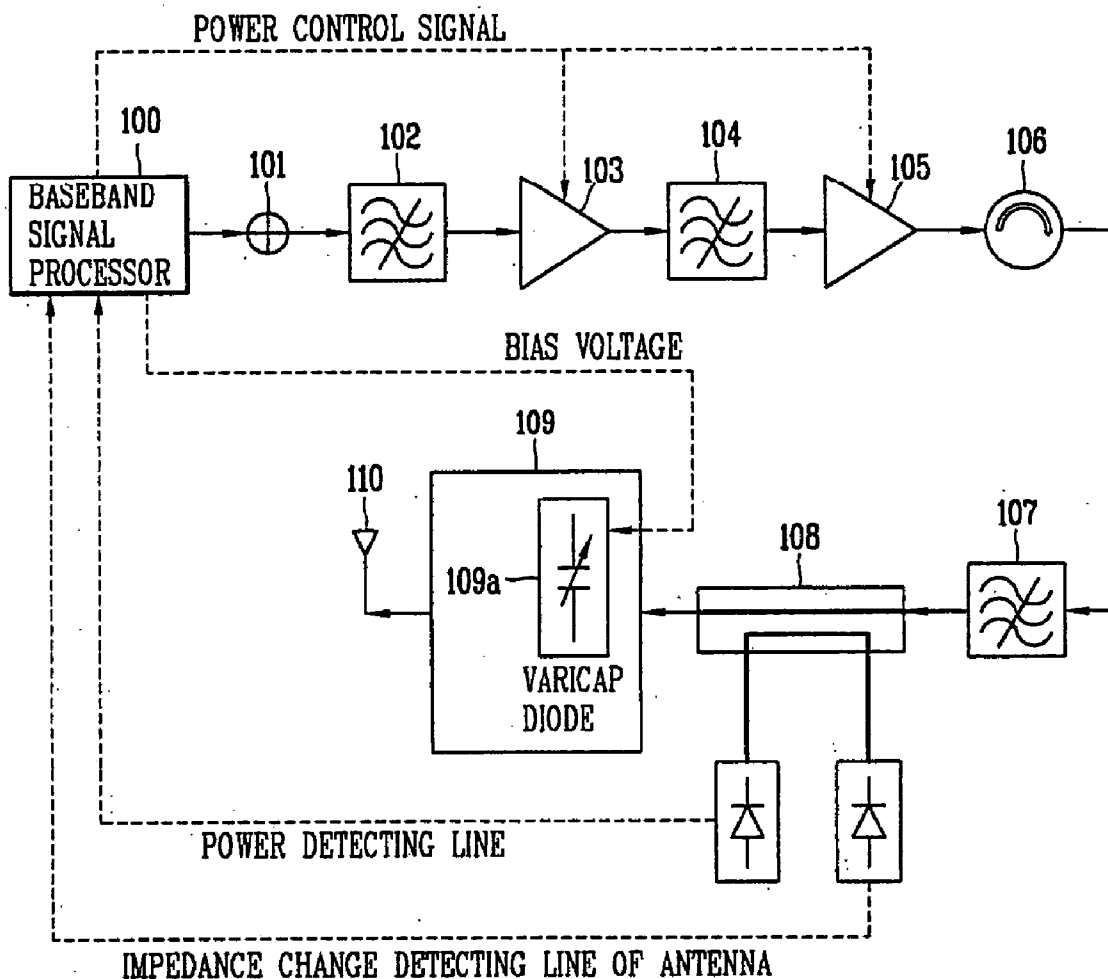 POWER CONTROL SIGNAL
100
101
102
103
104
105
106
BASEBAND
SIGNAL
PROCESSOR
BIAS VOLTAGE
109
110
109a
VARICAP
DIODE
108
107
POWER DETECTING LINE
IMPEDANCE CHANGE DETECTING LINE OF ANTENNA